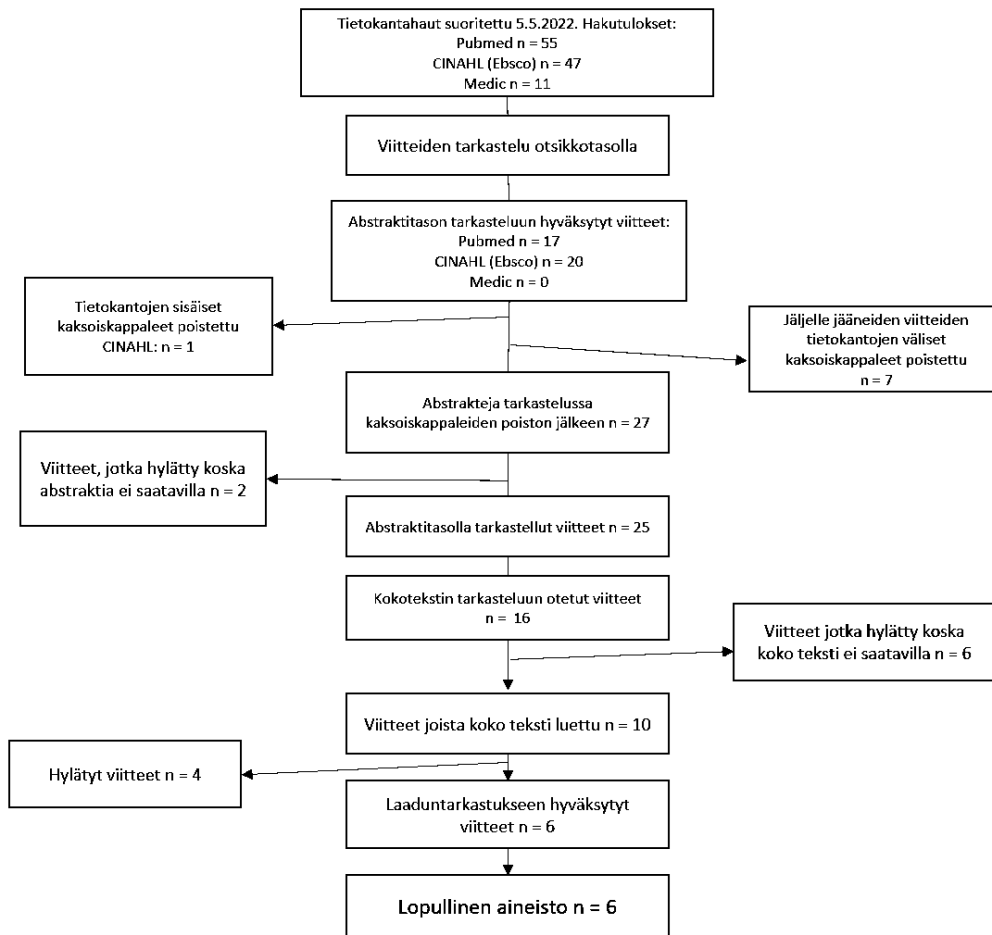 Tietokantahaut suoritettu 5.5.2022. Hakutulokset:
Pubmed n = 55
CINAHL (Ebsco) n = 47
Medic n = 11
Viitteiden tarkastelu otsikkotasolla
Abstraktitason tarkasteluun hyväksytyt viitteet:
Pubmed n = 17
CINAHL (Ebsco) n = 20
Medic n = 0
Tietokantojen sisäiset
kaksoiskappaleet poistettu
CINAHL: n = 1
Jäljelle jääneiden viitteiden
tietokantojen väliset
kaksoiskappaleet poistettu
n = 7
Abstrakteja tarkastelussa
kaksoiskappaleiden poiston jälkeen n = 27
Viitteet, jotka hylätty koska
abstraktia ei saatavilla n = 2
Abstraktitasolla tarkastellut viitteet n = 25
Kokotekstin tarkasteluun otetut viitteet
n = 16
Viitteet jotka hylätty koska
koko teksti ei saatavilla n = 6
Viitteet joista koko teksti luettu n = 10
Hylätyt viitteet n = 4
Laaduntarkastukseen hyväksytyt
viitteet n = 6
Lopullinen aineisto n = 6